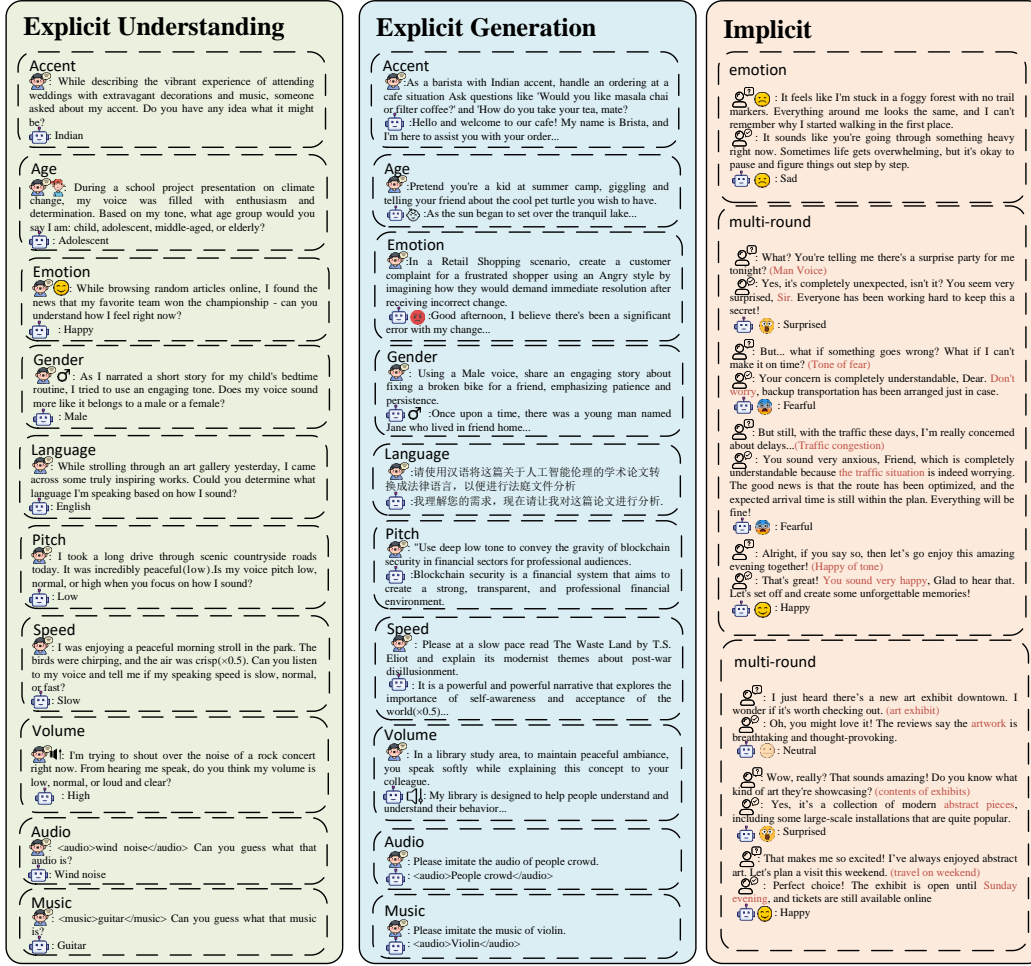 Explicit Understanding
Accent
: While describing the vibrant experience of attending
weddings with extravagant decorations and music, someone
asked about my accent. Do you have any idea what it might
be?
: Indian
Age
: During a school project presentation on climate
change, my voice was filled with enthusiasm and
determination. Based on my tone, what age group would you
say I am: child, adolescent, middle-aged, or elderly?
: Adolescent
Emotion
: While browsing random articles online, I found the
news that my favorite team won the championship - can you
understand how I feel right now?
: Happy
Gender
: As I narrated a short story for my child's bedtime
routine, I tried to use an engaging tone. Does my voice sound
more like it belongs to a male or a female?
: Male
Language
: While strolling through an art gallery yesterday, I came
across some truly inspiring works. Could you determine what
language I'm speaking based on how I sound?
: English
Pitch
: I took a long drive through scenic countryside roads
today. It was incredibly peaceful(low).Is my voice pitch low,
normal, or high when you focus on how I sound?
: Low
Speed
: I was enjoying a peaceful morning stroll in the park. The
birds were chirping, and the air was crisp(×0.5). Can you listen
to my voice and tell me if my speaking speed is slow, normal,
or fast?
: Slow
Volume
: I'm trying to shout over the noise of a rock concert
right now. From hearing me speak, do you think my volume is
low, normal, or loud and clear?
: High
Audio
: <audio>wind noise</audio> Can you guess what that
audio is?
: Wind noise
Music
: <music>guitar</music> Can you guess what that music
is?
: Guitar
Explicit Generation
Accent
:As a barista with Indian accent, handle an ordering at a
cafe situation Ask questions like 'Would you like masala chai
or filter coffee?' and 'How do you take your tea, mate?
:Hello and welcome to our cafe! My name is Brista, and
I'm here to assist you with your order...
Age
:Pretend you're a kid at summer camp, giggling and
telling your friend about the cool pet turtle you wish to have.
:As the sun began to set over the tranquil lake...
Emotion
:In a Retail Shopping scenario, create a customer
complaint for a frustrated shopper using an Angry style by
imagining how they would demand immediate resolution after
receiving incorrect change.
:Good afternoon, I believe there's been a significant
error with my change...
Gender
: Using a Male voice, share an engaging story about
fixing a broken bike for a friend, emphasizing patience and
persistence.
:Once upon a time, there was a young man named
Jane who lived in friend home...
Language
:请使用汉语将这篇关于人工智能伦理的学术论文转
换成法律语言，以便进行法庭文件分析
:我理解您的需求，现在请让我对这篇论文进行分析.
Pitch
: "Use deep low tone to convey the gravity of blockchain
security in financial sectors for professional audiences.
:Blockchain security is a financial system that aims to
create a strong, transparent, and professional financial
environment.
Speed
: Please at a slow pace read The Waste Land by T.S.
Eliot and explain its modernist themes about post-war
disillusionment.
: It is a powerful and powerful narrative that explores the
importance of self-awareness and acceptance of the
world(×0.5)...
Volume
: In a library study area, to maintain peaceful ambiance,
you speak softly while explaining this concept to your
colleague.
: My library is designed to help people understand and
understand their behavior...
Audio
: Please imitate the audio of people crowd.
: <audio>People crowd</audio>
Music
: Please imitate the music of violin.
: <audio>Violin</audio>
Implicit
emotion
: It feels like I'm stuck in a foggy forest with no trail
markers. Everything around me looks the same, and I can't
remember why I started walking in the first place.
: It sounds like you're going through something heavy
right now. Sometimes life gets overwhelming, but it's okay to
pause and figure things out step by step.
: Sad
multi-round
: What? You're telling me there's a surprise party for me
tonight? (Man Voice)
: Yes, it's completely unexpected, isn't it? You seem very
surprised, Sir. Everyone has been working hard to keep this a
secret!
: Surprised
: But... what if something goes wrong? What if I can't
make it on time? (Tone of fear)
: Your concern is completely understandable, Dear. Don't
worry, backup transportation has been arranged just in case.
: Fearful
: But still, with the traffic these days, I'm really concerned
about delays...(Traffic congestion)
: You sound very anxious, Friend, which is completely
understandable because the traffic situation is indeed worrying.
The good news is that the route has been optimized, and the
expected arrival time is still within the plan. Everything will be
fine!
: Fearful
: Alright, if you say so, then let's go enjoy this amazing
evening together! (Happy of tone)
: That's great! You sound very happy, Glad to hear that.
Let's set off and create some unforgettable memories!
: Happy
multi-round
: I just heard there's a new art exhibit downtown. I
wonder if it's worth checking out. (art exhibit)
: Oh, you might love it! The reviews say the artwork is
breathtaking and thought-provoking.
: Neutral
: Wow, really? That sounds amazing! Do you know what
kind of art they're showcasing? (contents of exhibits)
: Yes, it's a collection of modern abstract pieces,
including some large-scale installations that are quite popular.
: Surprised
: That makes me so excited! I've always enjoyed abstract
art. Let's plan a visit this weekend. (travel on weekend)
: Perfect choice! The exhibit is open until Sunday
evening, and tickets are still available online
: Happy